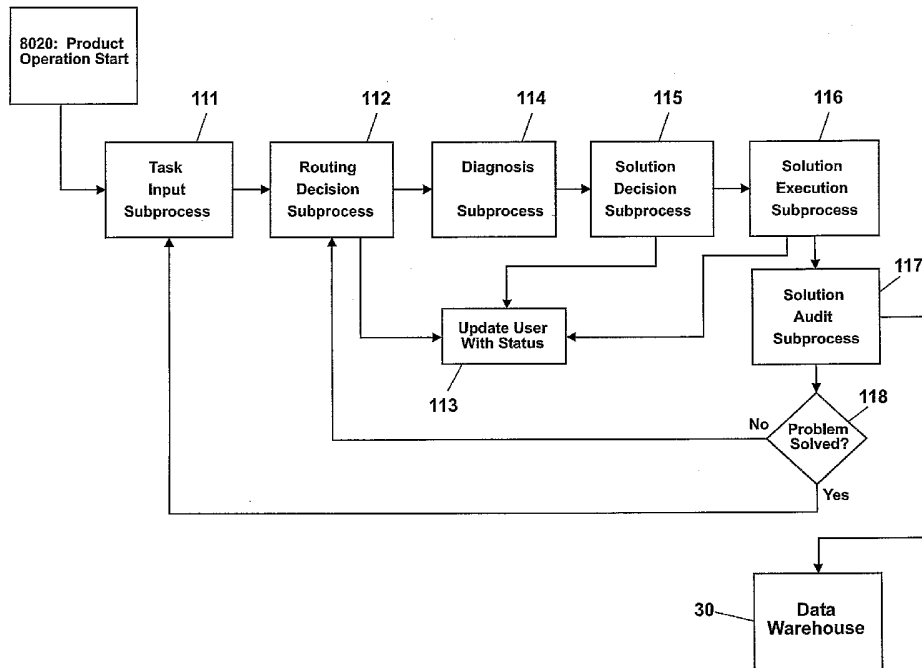 8020: Product
Operation Start
111
112
114
115
116
Task
Input
Subprocess
Routing
Decision
Subprocess
Diagnosis
Subprocess
Solution
Decision
Subprocess
Solution
Execution
Subprocess
117
Solution
Audit
Subprocess
Update User
With Status
113
118
No
Problem
Solved?
Yes
30
Data
Warehouse